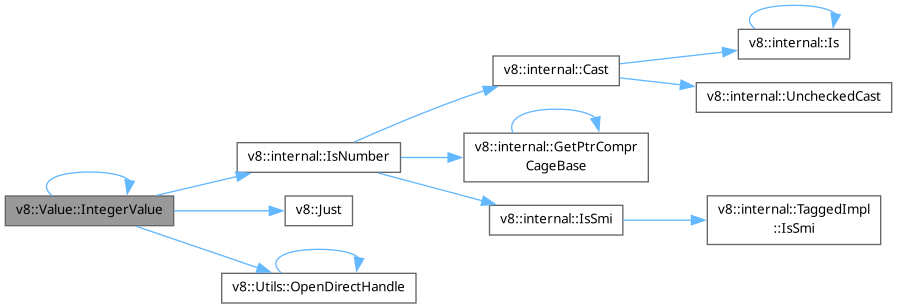 v8::internal::Is
v8::internal::Cast
v8::internal::UncheckedCast
v8::internal::GetPtrCompr
CageBase
v8::internal::IsNumber
v8::Value::IntegerValue
v8::Just
v8::internal::IsSmi
v8::internal::TaggedImpl
::IsSmi
v8::Utils::OpenDirectHandle